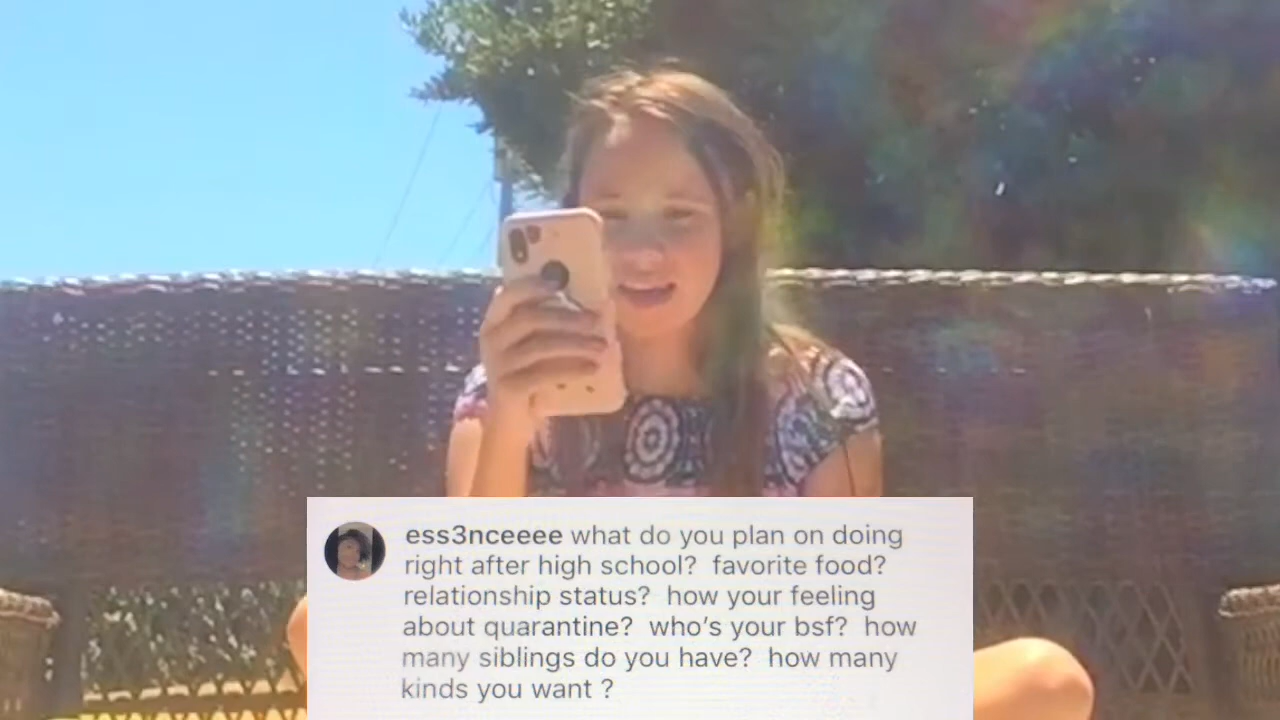 ess3nceeee what do you plan on doing
right after high school? favorite food?
relationship status? how your feeling
about quarantine? who's your bsf? how
many siblings do you have? how many
kinds you want ?